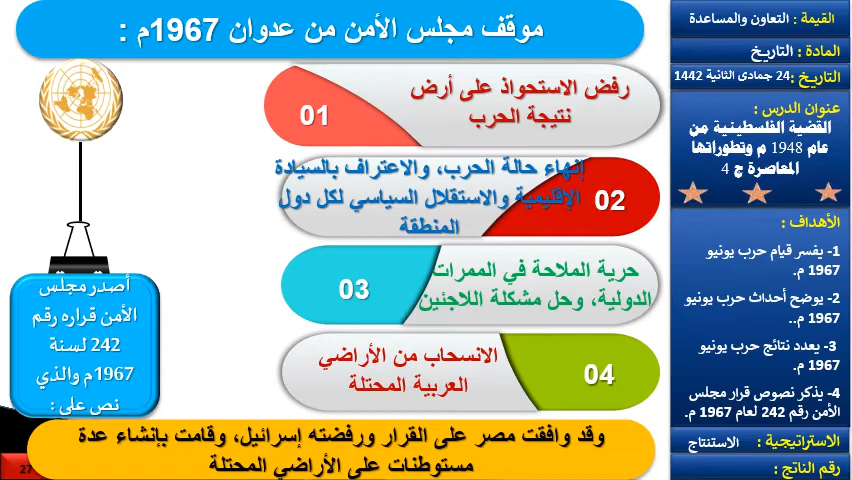 موقف مجلس الأمن من عدوان 1967م :
القيمة : التعاون والمساعدة
المادة : التاريخ
التاريخ :24 جمادى الثانية 1442
عنوان الدرس :
القضية الفلسطينية من
عام 1948 م وتطوراتها
المعاصرة ج 4
الأهداف :
1- يفسر قيام حرب يونيو
1967 م.
2- يوضح أحداث حرب يونيو
1967 م..
3- يعدد نتائج حرب يونيو
1967 م.
4- يذكر نصوص قرار مجلس
الأمن رقم 242 لعام 1967 م.
الاستراتيجية : الاستنتاج
رقم الناتج :
أصدر مجلس
الأمن قراره رقم
242 لسنة
1967م والذي
نص على :
01
رفض الاستحواذ على أرض
نتيجة الحرب
02
إنهاء حالة الحرب، والاعتراف بالسيادة
الإقليمية والاستقلال السياسي لكل دول
المنطقة
03
حرية الملاحة في الممرات
الدولية، وحل مشكلة اللاجئين
04
الانسحاب من الأراضي
العربية المحتلة
وقد وافقت مصر على القرار ورفضته إسرائيل، وقامت بإنشاء عدة
مستوطنات على الأراضي المحتلة
27